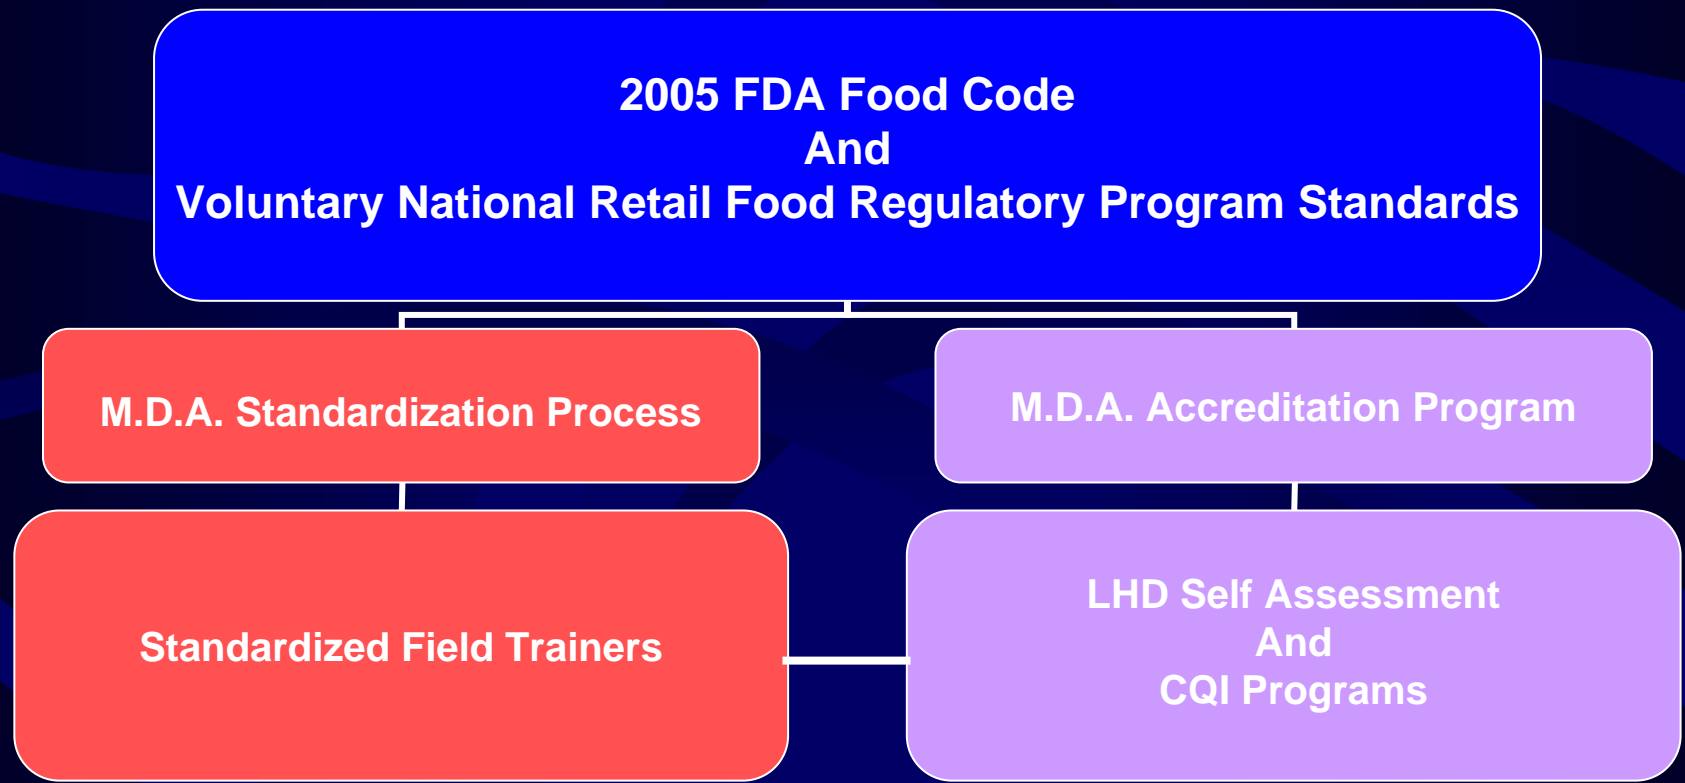 2005 FDA Food Code
And
Voluntary National Retail Food Regulatory Program Standards
M.D.A. Standardization Process
M.D.A. Accreditation Program
Standardized Field Trainers
LHD Self Assessment
And
CQI Programs